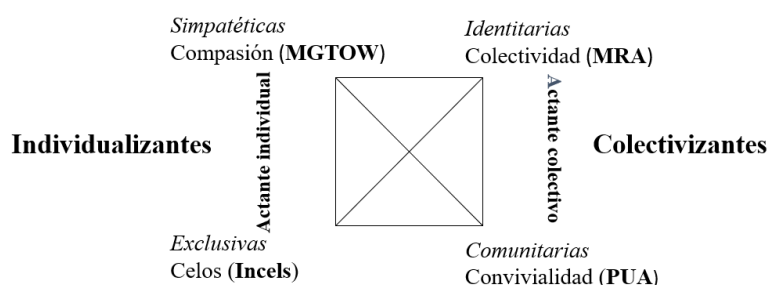 Simpatéticas
Compasión (MGTOW)
Identitarias
Colectividad (MRA)
Individualizantes
Actante individual
Actante colectivo
Colectivizantes
Exclusivas
Celos (Incels)
Comunitarias
Convivialidad (PUA)